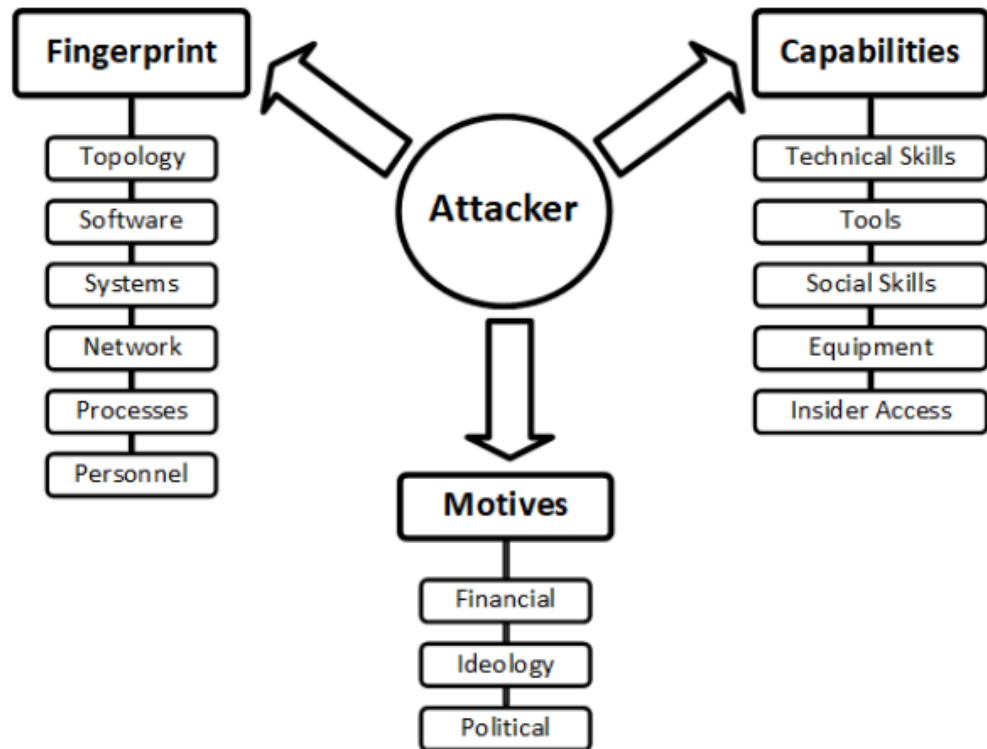 Fingerprint
Topology
Software
Systems
Network
Processes
Personnel
Attacker
Capabilities
Technical Skills
Tools
Social Skills
Equipment
Insider Access
Motives
Financial
Ideology
Political